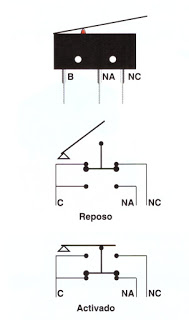 B NA NC
C NA NC
Reposo
C NA NC
Activado